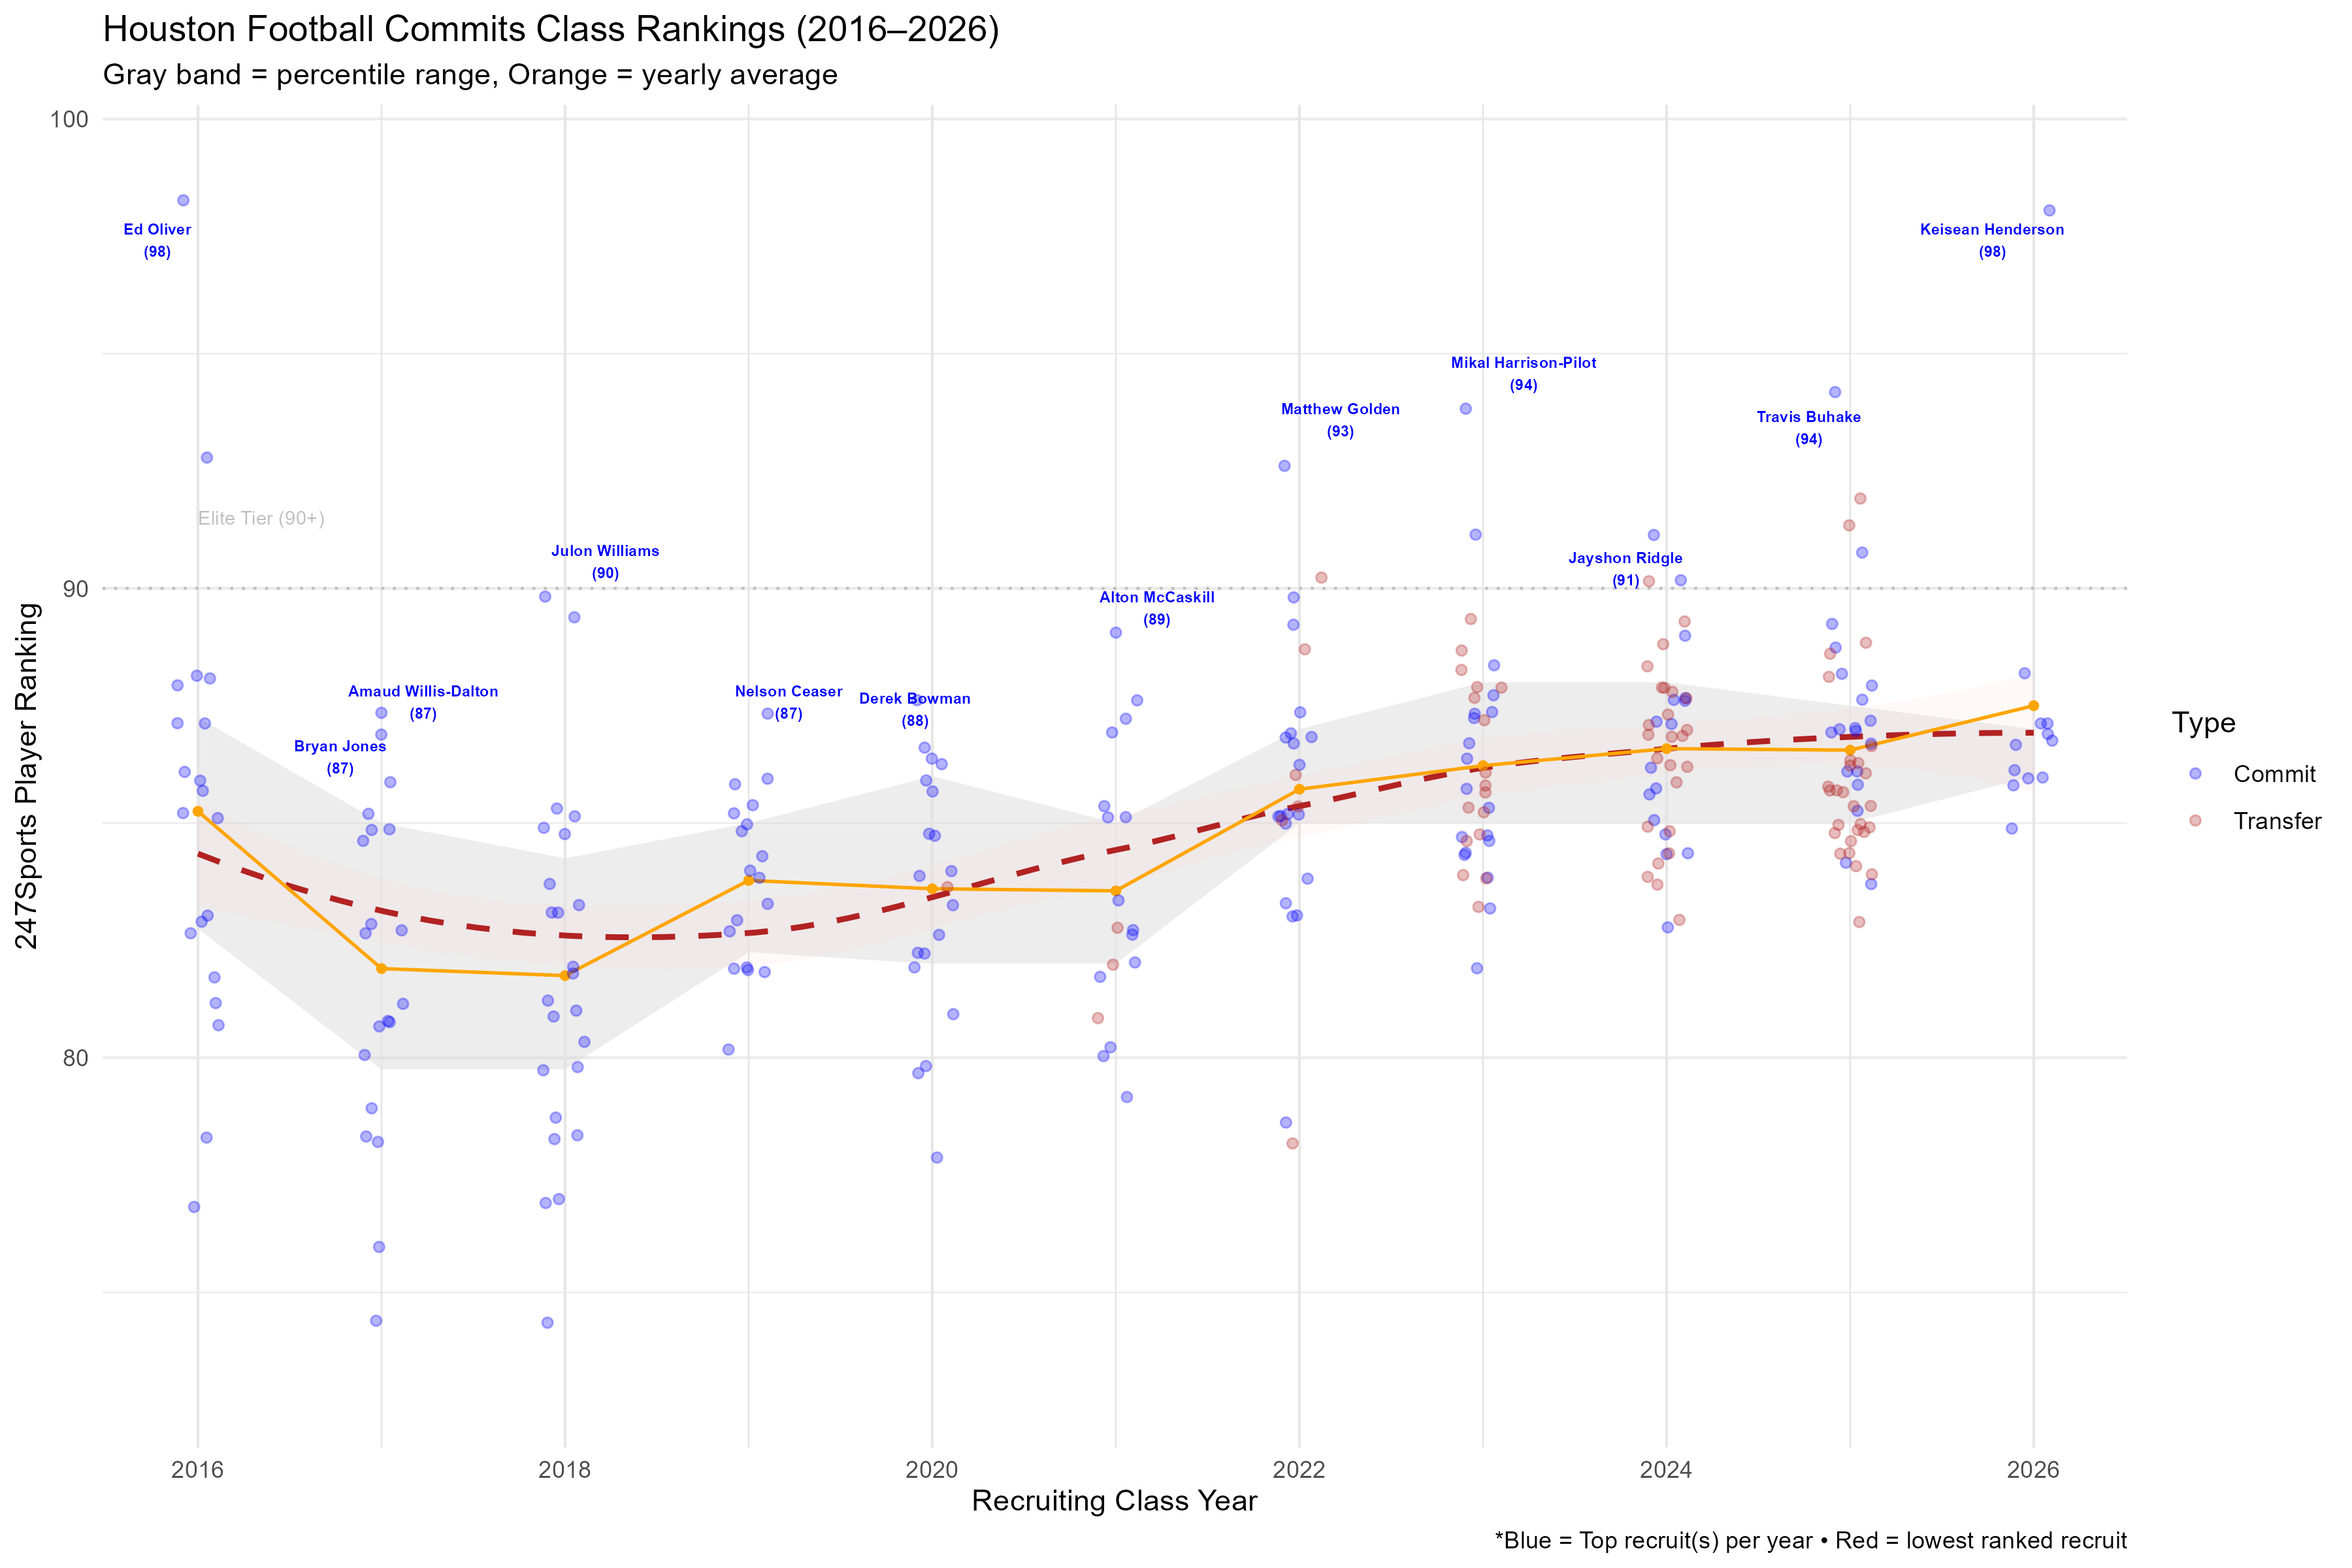 Houston Football Commits Class Rankings (2016–2026)
Gray band = percentile range, Orange = yearly average
100
90
80
247Sports Player Ranking
Ed Oliver
(98)
Keisean Henderson
(98)
Mikal Harrison-Pilot
(94)
Matthew Golden
(93)
Travis Buhake
(94)
Elite Tier (90+)
Julon Williams
(90)
Jayshon Ridgle
(91)
Alton McCaskill
(89)
Amaud Willis-Dalton
(87)
Nelson Ceaser
(87)
Derek Bowman
(88)
Bryan Jones
(87)
Type
Commit
Transfer
2016
2018
2020
2022
2024
2026
Recruiting Class Year
*Blue = Top recruit(s) per year • Red = lowest ranked recruit